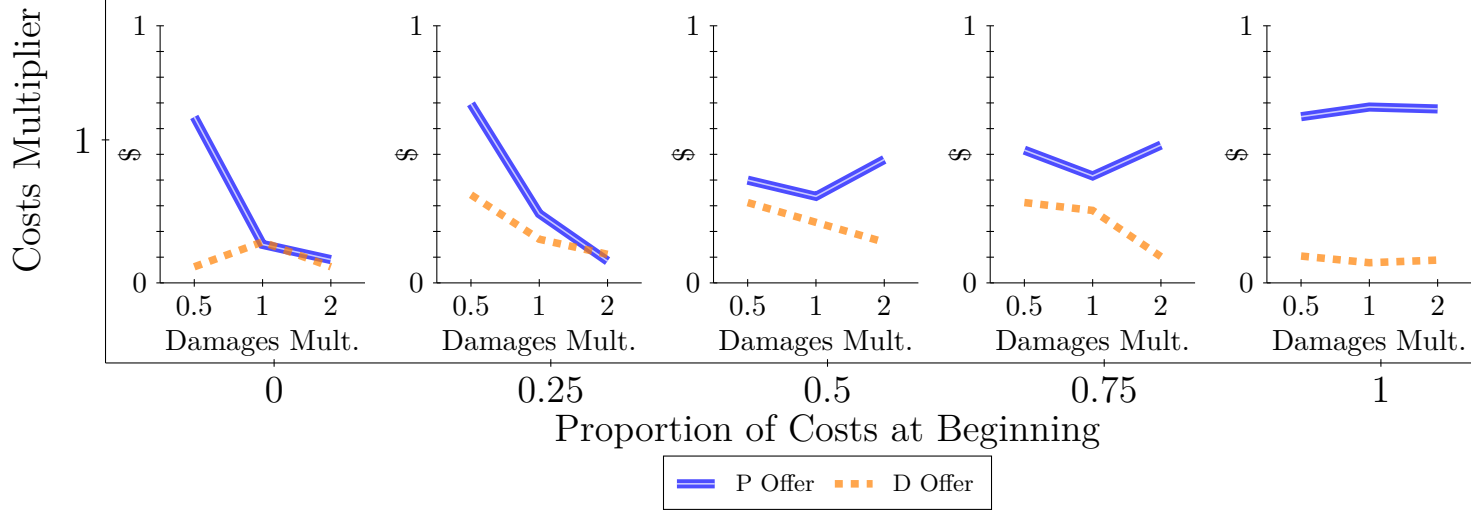 Costs Multiplier
1
1
0
$
0.5 1 2
Damages Mult.
1
0
$
0.5 1 2
Damages Mult.
1
0
$
0.5 1 2
Damages Mult.
1
0
$
0.5 1 2
Damages Mult.
1
0
$
0.5 1 2
Damages Mult.
0 0.25 0.5 0.75 1
Proportion of Costs at Beginning
P Offer D Offer